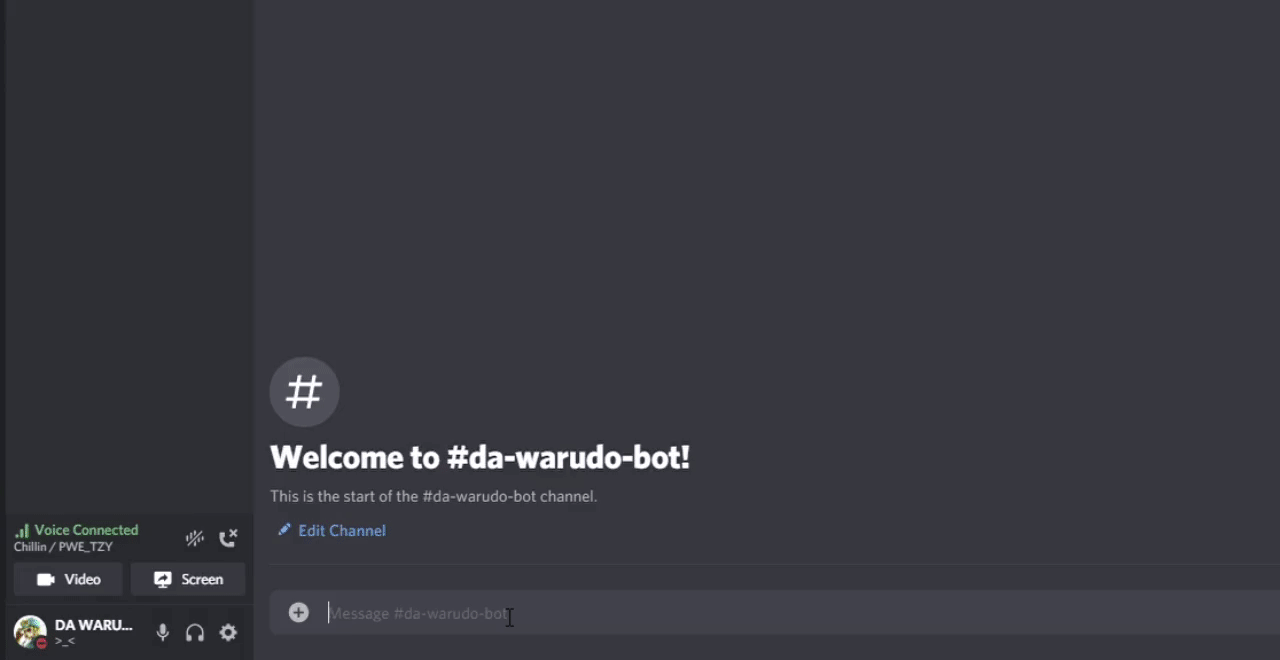 Welcome to #da-warudo-bot!
This is the start of the #da-warudo-bot channel.
Edit Channel
Message #da-warudo-bot
Voice Connected
Chillin / PWE_TZY
Video
Screen
DA WARU...
>_<